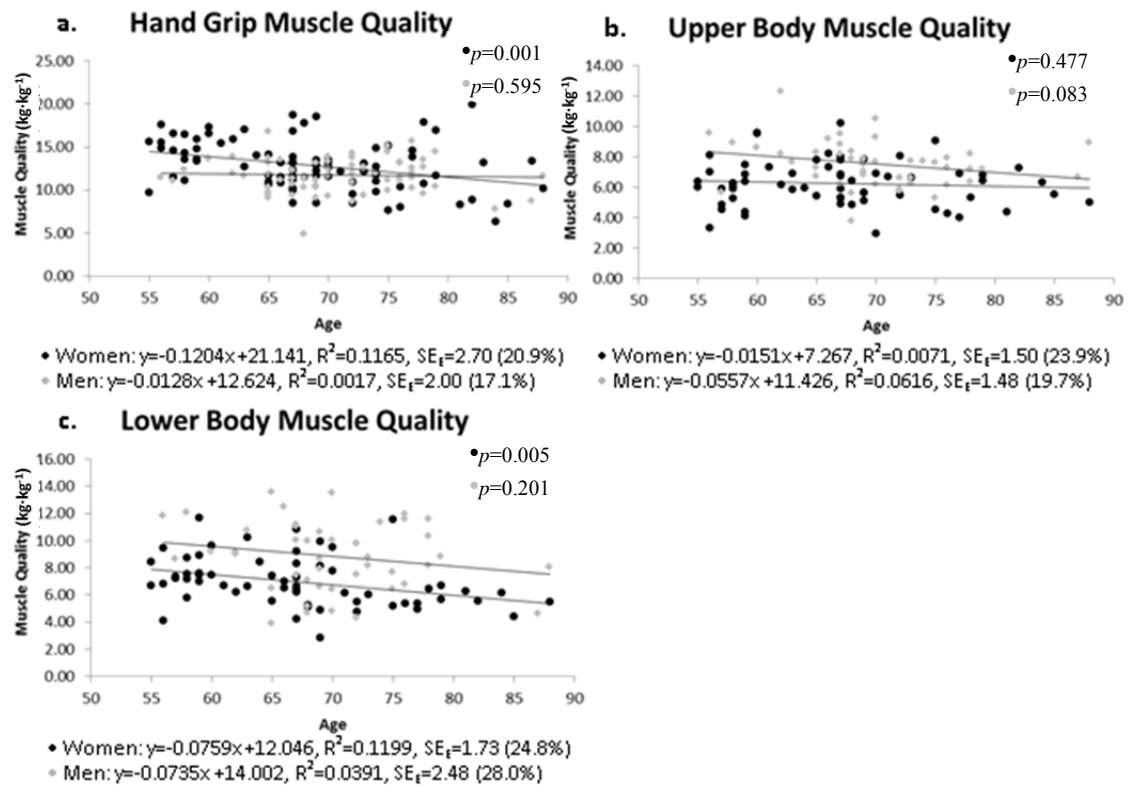 a. Hand Grip Muscle Quality
p=0.001
p=0.595
Muscle Quality (kg·kg⁻¹)
25.00
20.00
15.00
10.00
5.00
0.00
50 55 60 65 70 75 80 85 90
Age
Women: y=-0.1204x+21.141, R²=0.1165, SE_E=2.70 (20.9%)
Men: y=-0.0128x+12.624, R²=0.0017, SE_E=2.00 (17.1%)
b. Upper Body Muscle Quality
p=0.477
p=0.083
Muscle Quality (kg·kg⁻¹)
14.00
12.00
10.00
8.00
6.00
4.00
2.00
0.00
50 55 60 65 70 75 80 85 90
Age
Women: y=-0.0151x+7.267, R²=0.0071, SE_E=1.50 (23.9%)
Men: y=-0.0557x+11.426, R²=0.0616, SE_E=1.48 (19.7%)
c. Lower Body Muscle Quality
p=0.005
p=0.201
Muscle Quality (kg·kg⁻¹)
16.00
14.00
12.00
10.00
8.00
6.00
4.00
2.00
0.00
50 55 60 65 70 75 80 85 90
Age
Women: y=-0.0759x+12.046, R²=0.1199, SE_E=1.73 (24.8%)
Men: y=-0.0735x+14.002, R²=0.0391, SE_E=2.48 (28.0%)